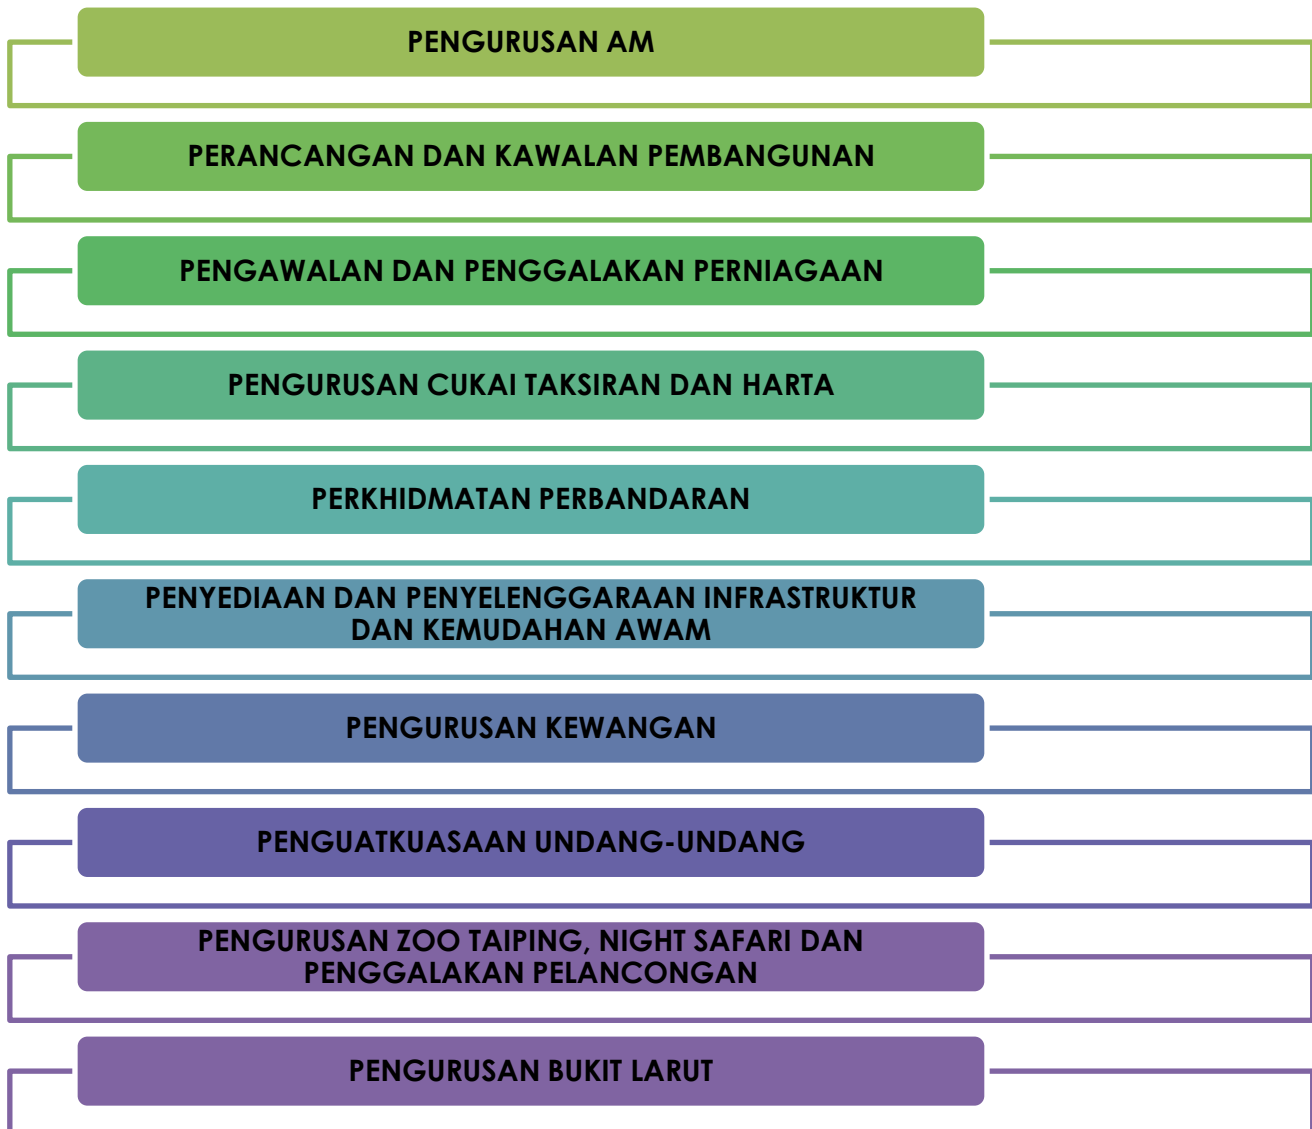 PENGURUSAN AM
PERANCANGAN DAN KAWALAN PEMBANGUNAN
PENGAWALAN DAN PENGGALAKAN PERNIAGAAN
PENGURUSAN CUKAI TAKSIRAN DAN HARTA
PERKHIDMATAN PERBANDARAN
PENYEDIAAN DAN PENYELENGGARAAN INFRASTRUKTUR
DAN KEMUDAHAN AWAM
PENGURUSAN KEWANGAN
PENGUATKUASAAN UNDANG-UNDANG
PENGURUSAN ZOO TAIPING, NIGHT SAFARI DAN
PENGGALAKAN PELANCONGAN
PENGURUSAN BUKIT LARUT